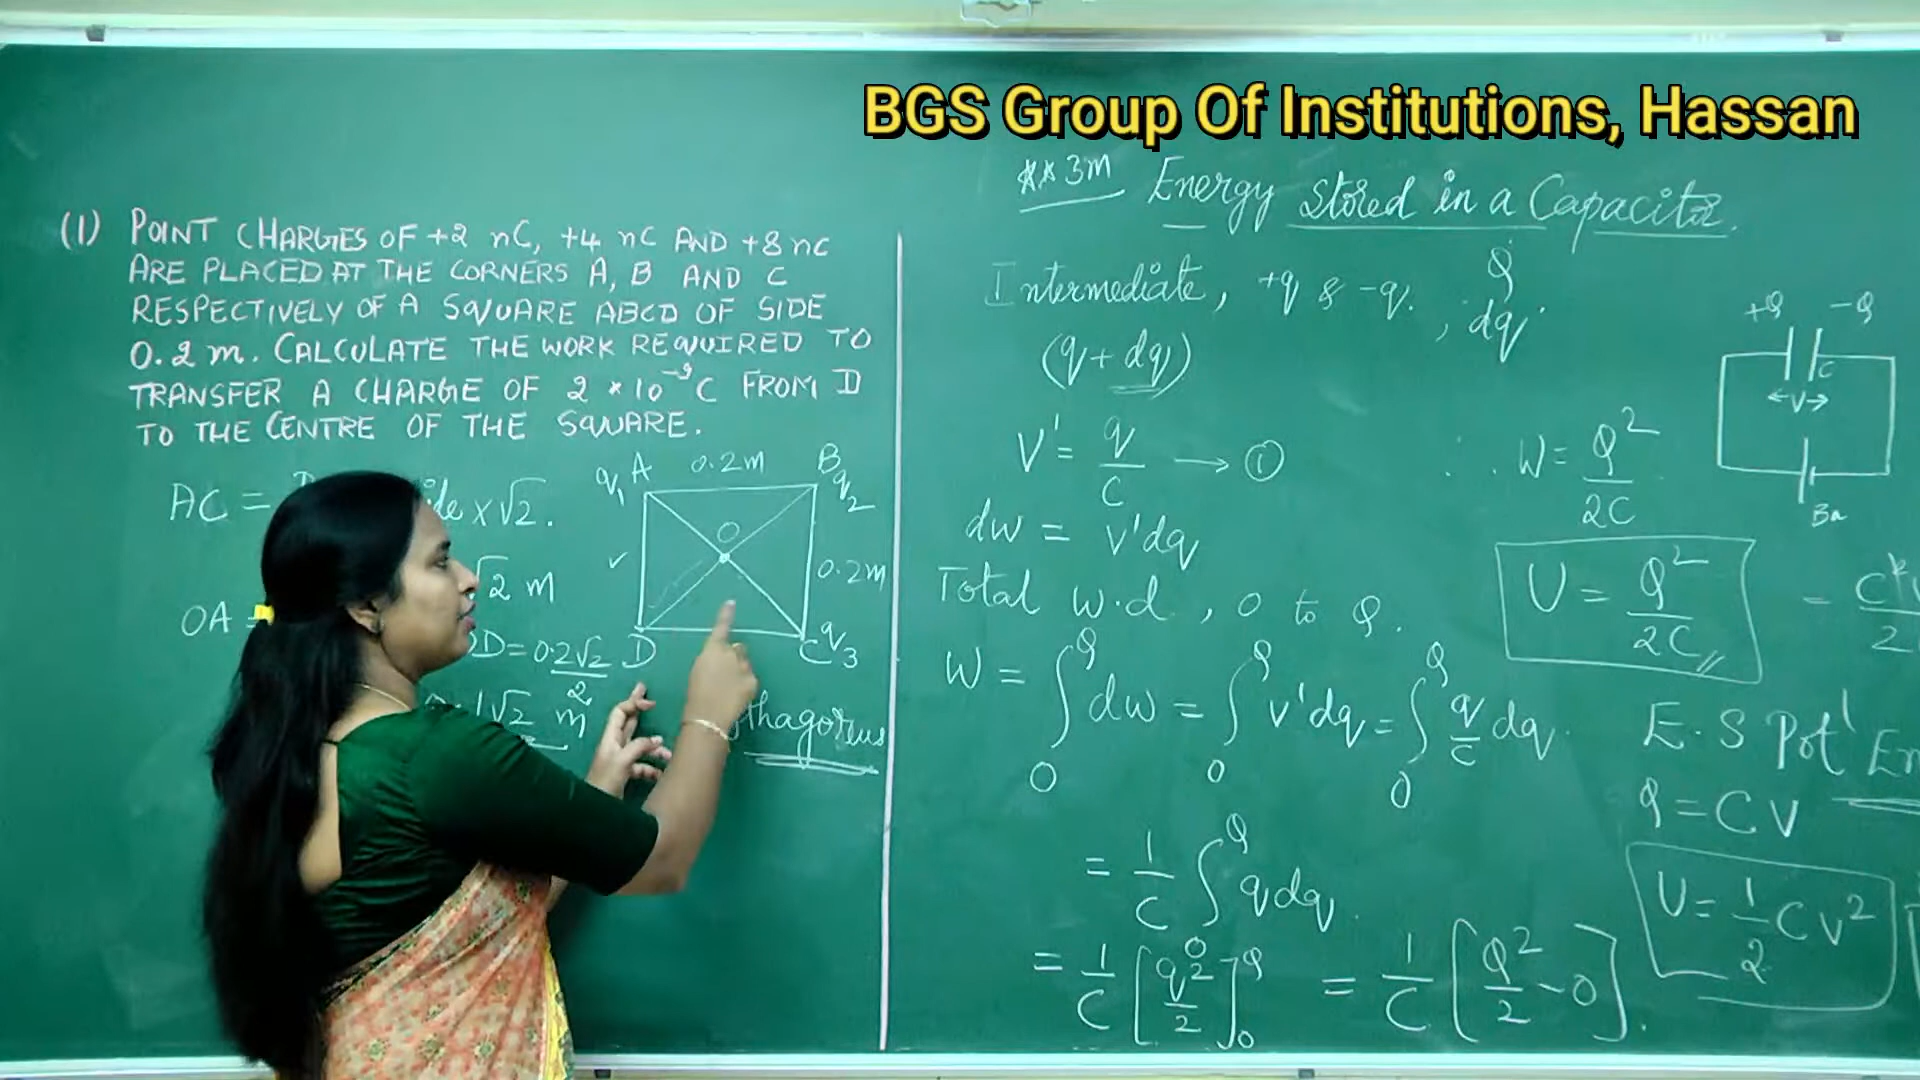 BGS Group Of Institutions, Hassan
(1) POINT CHARGES OF +2 nC, +4 nC AND +8 nC
ARE PLACED AT THE CORNERS A, B AND C
RESPECTIVELY OF A SQUARE ABCD OF SIDE
0.2 m. CALCULATE THE WORK REQUIRED TO
TRANSFER A CHARGE OF 2 * 10⁻⁹ C FROM D
TO THE CENTRE OF THE SQUARE.
AC =
× √2.
√2 m
OA =
D = 0.2√2 / 2
1√2 m
q₁ A 0.2m B q₂
O
0.2m
D C q₃
** 3m Energy stored in a Capacitor.
Intermediate, +q & -q. ; Q
dq.
(q + dq)
V' = q/C → ①
dw = v'dq
Total w.d, 0 to Q.
W = ∫₀^Q dw = ∫₀^Q v'dq = ∫₀^Q q/C dq.
= 1/C ∫₀^Q q dq.
= 1/C [q²/2]₀^Q = 1/C [Q²/2 - 0].
+Q -Q
C
←V→
Ba
∴ W = Q²/2C
U = Q²/2C
E.S Potl
Q = CV
U = 1/2 CV²